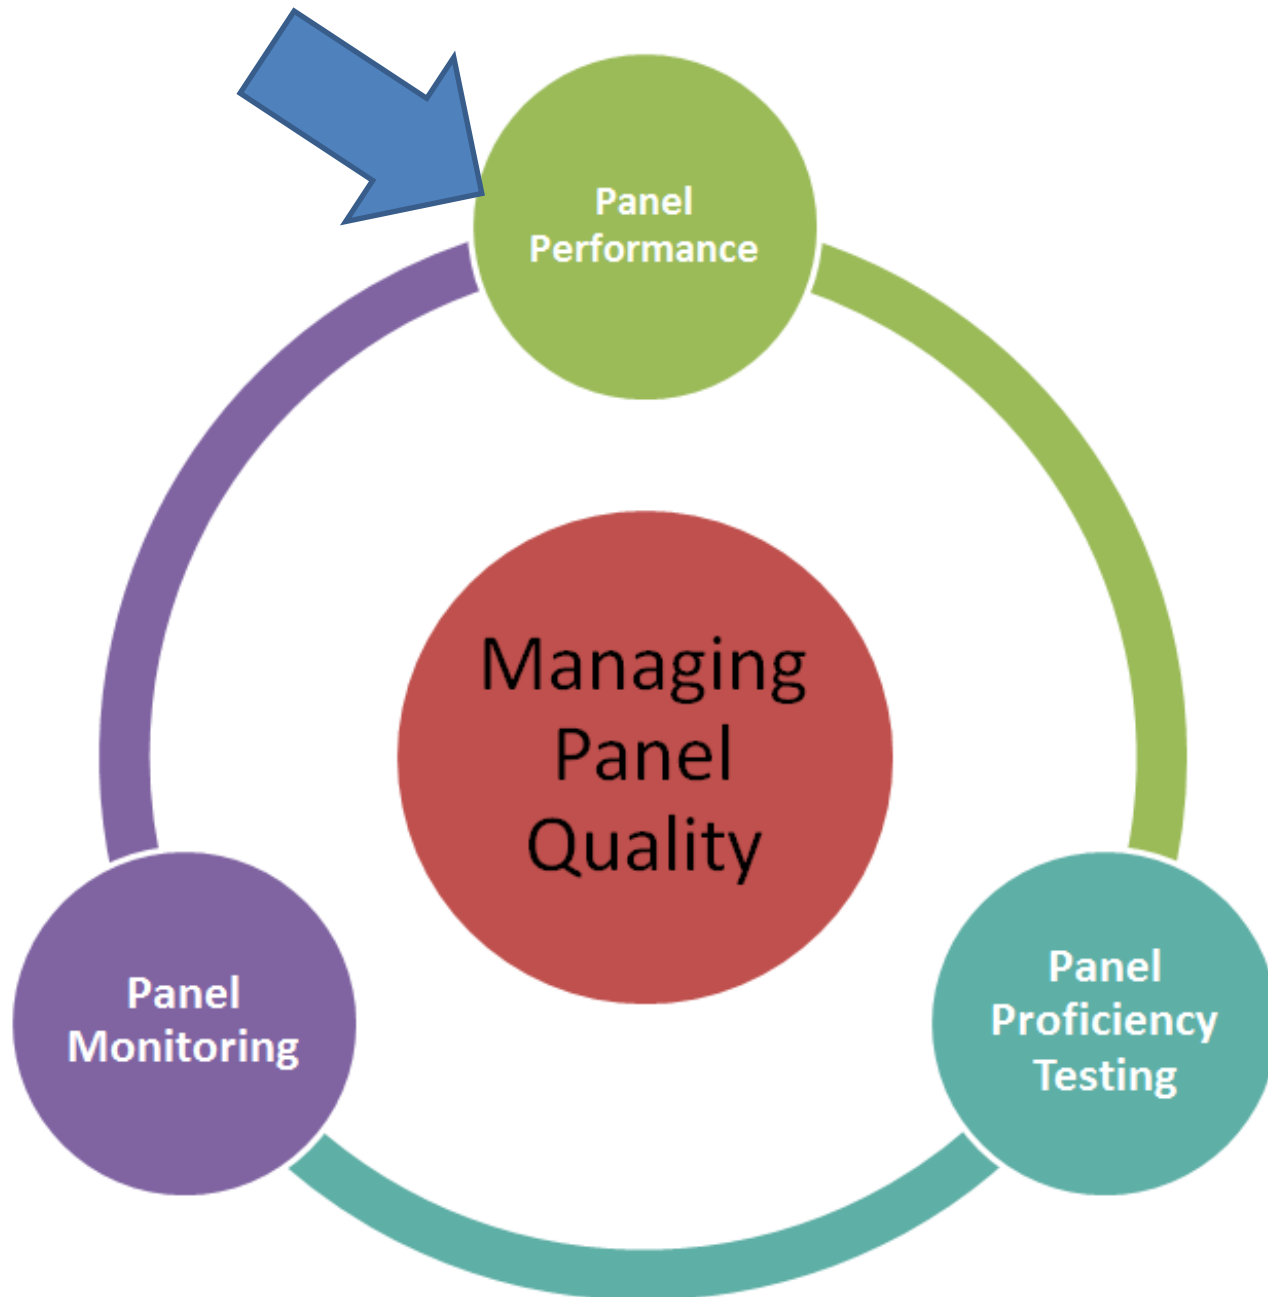 Panel
Performance
Managing
Panel
Quality
Panel
Monitoring
Panel
Proficiency
Testing